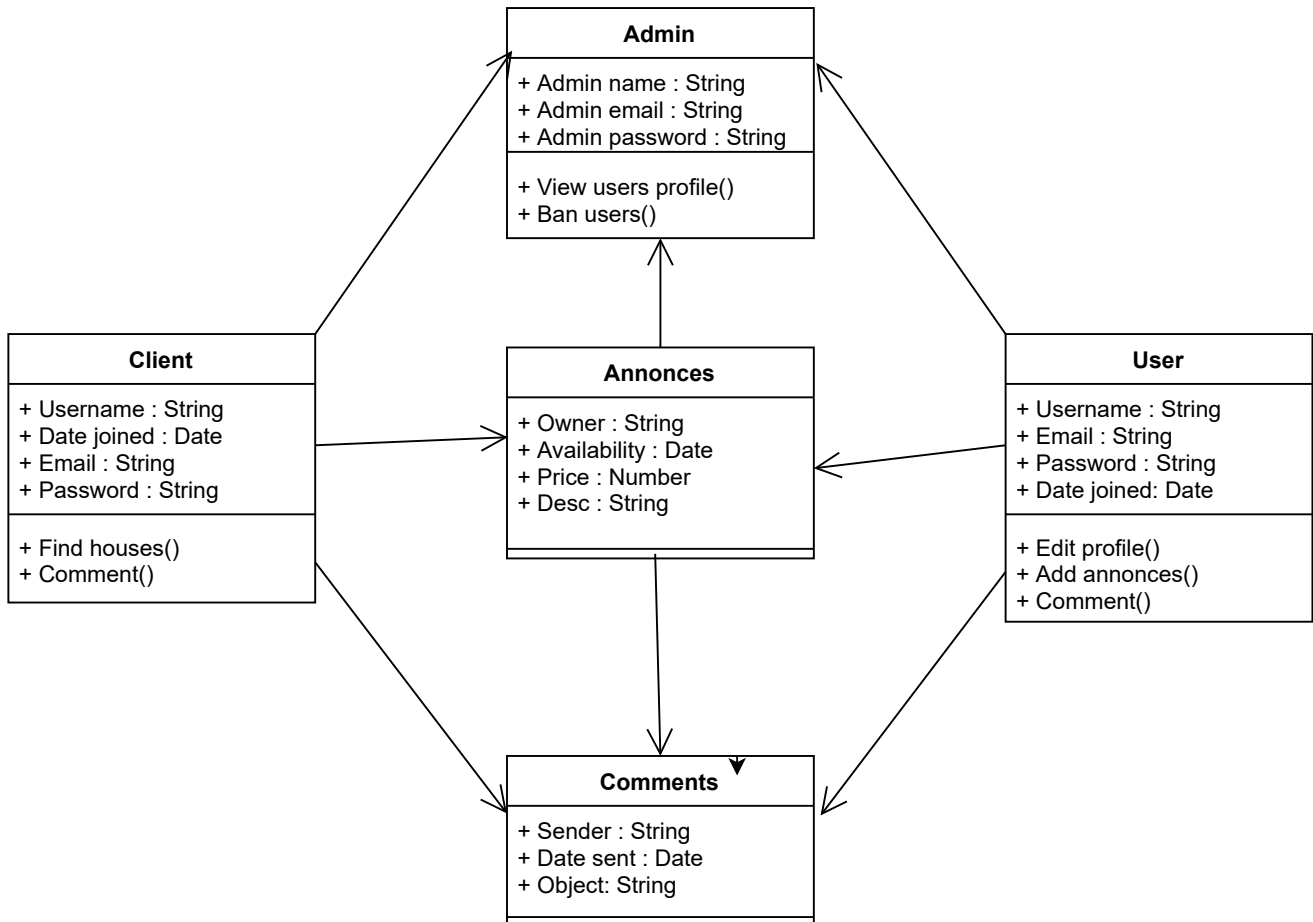 Admin
+ Admin name : String
+ Admin email : String
+ Admin password : String
+ View users profile()
+ Ban users()
Client
+ Username : String
+ Date joined : Date
+ Email : String
+ Password : String
+ Find houses()
+ Comment()
Annonces
+ Owner : String
+ Availability : Date
+ Price : Number
+ Desc : String
User
+ Username : String
+ Email : String
+ Password : String
+ Date joined: Date
+ Edit profile()
+ Add annonces()
+ Comment()
Comments
+ Sender : String
+ Date sent : Date
+ Object: String